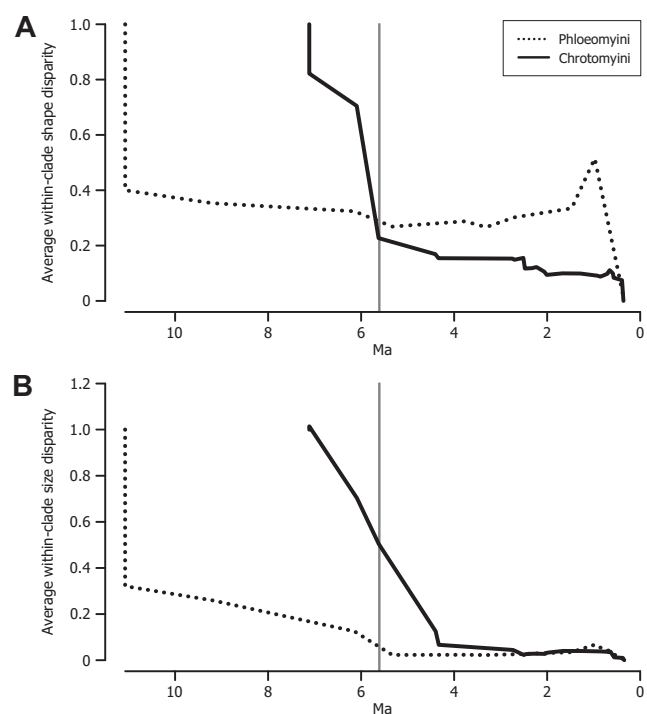 A
Average within-clade shape disparity
1.0
0.8
0.6
0.4
0.2
0
10 8 6 4 2 0
Ma
Phloeomyini
Chrotomyini
B
Average within-clade size disparity
1.2
1.0
0.8
0.6
0.4
0.2
0
10 8 6 4 2 0
Ma